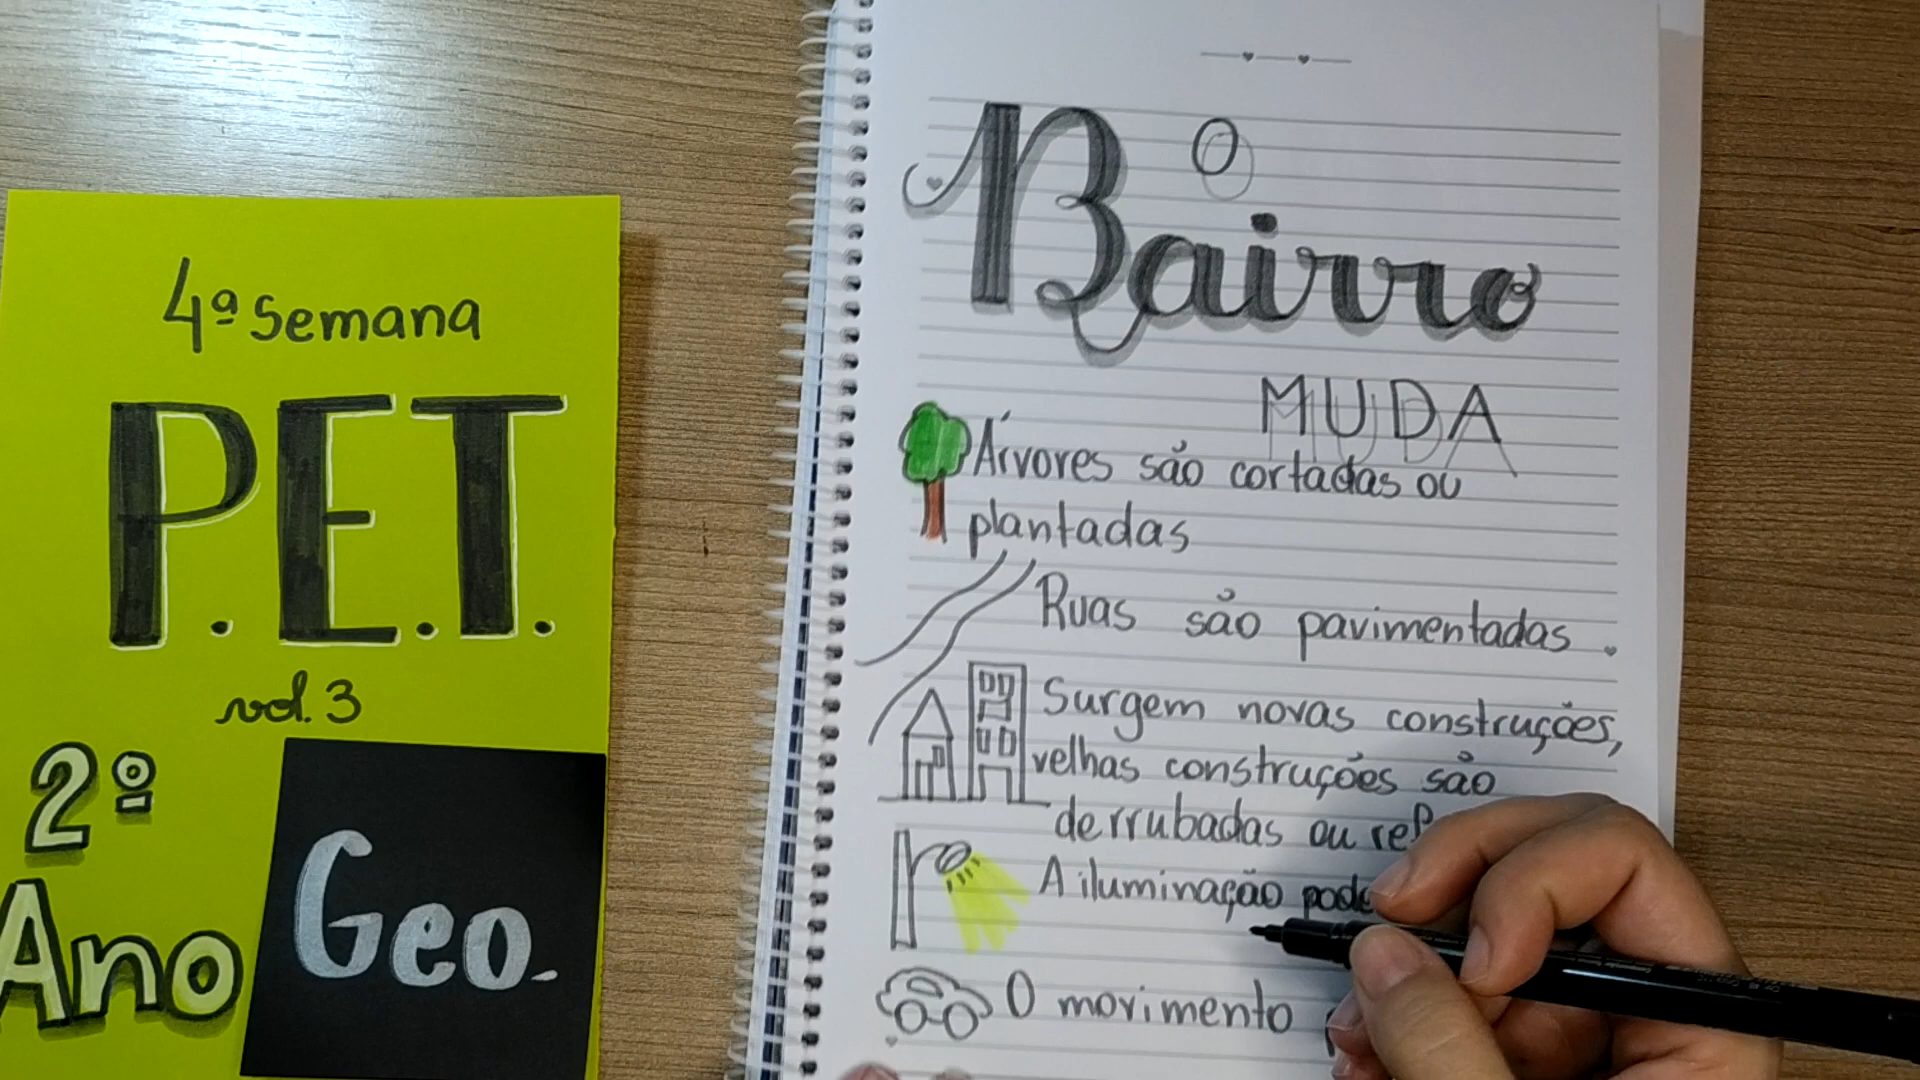 4ª Semana
P.E.T.
vol. 3
2º
Ano
Geo.
O
Bairro
MUDA
Árvores são cortadas ou
plantadas
Ruas são pavimentadas.
Surgem novas construções,
velhas construções são
derrubadas ou
A iluminação
O movimento